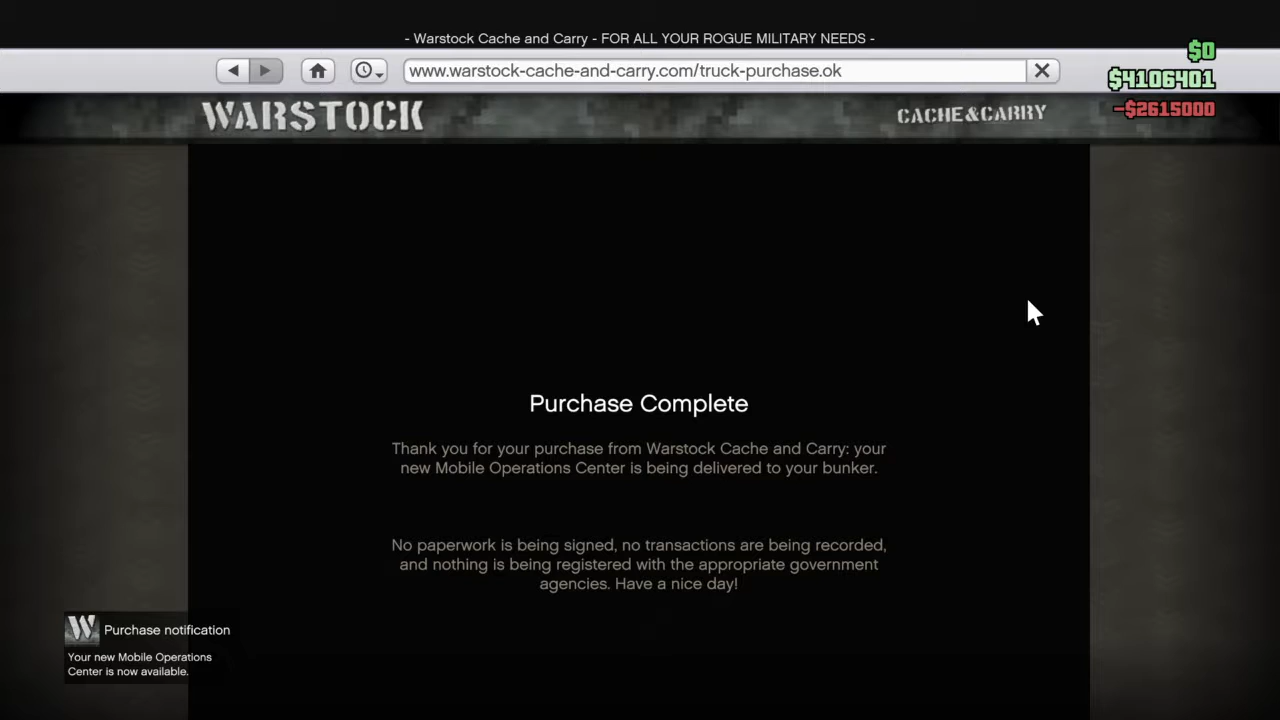 - Warstock Cache and Carry - FOR ALL YOUR ROGUE MILITARY NEEDS -
$0
www.warstock-cache-and-carry.com/truck-purchase.ok
$4106401
-$2615000
WARSTOCK
CACHE&CARRY
Purchase Complete
Thank you for your purchase from Warstock Cache and Carry: your
new Mobile Operations Center is being delivered to your bunker.
No paperwork is being signed, no transactions are being recorded,
and nothing is being registered with the appropriate government
agencies. Have a nice day!
W
Purchase notification
Your new Mobile Operations
Center is now available.